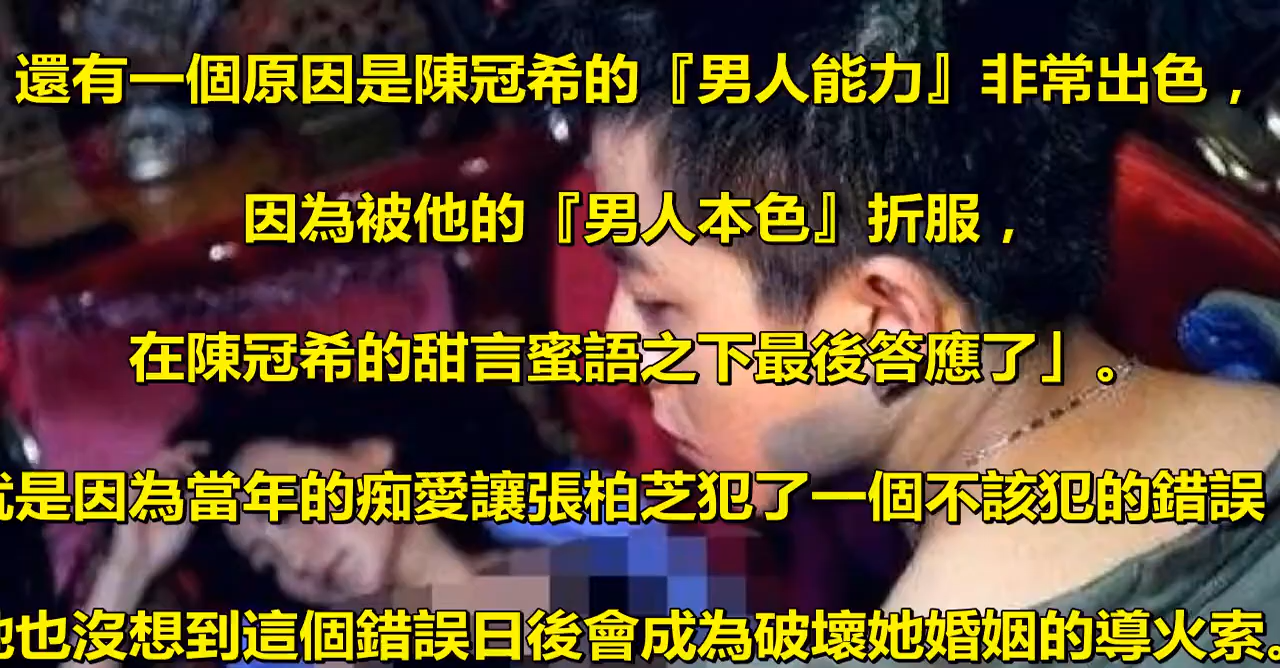 還有一個原因是陳冠希的『男人能力』非常出色，
因為被他的『男人本色』折服，
在陳冠希的甜言蜜語之下最後答應了」。
是因為當年的痴愛讓張柏芝犯了一個不該犯的錯誤
也沒想到這個錯誤日後會成為破壞她婚姻的導火索。